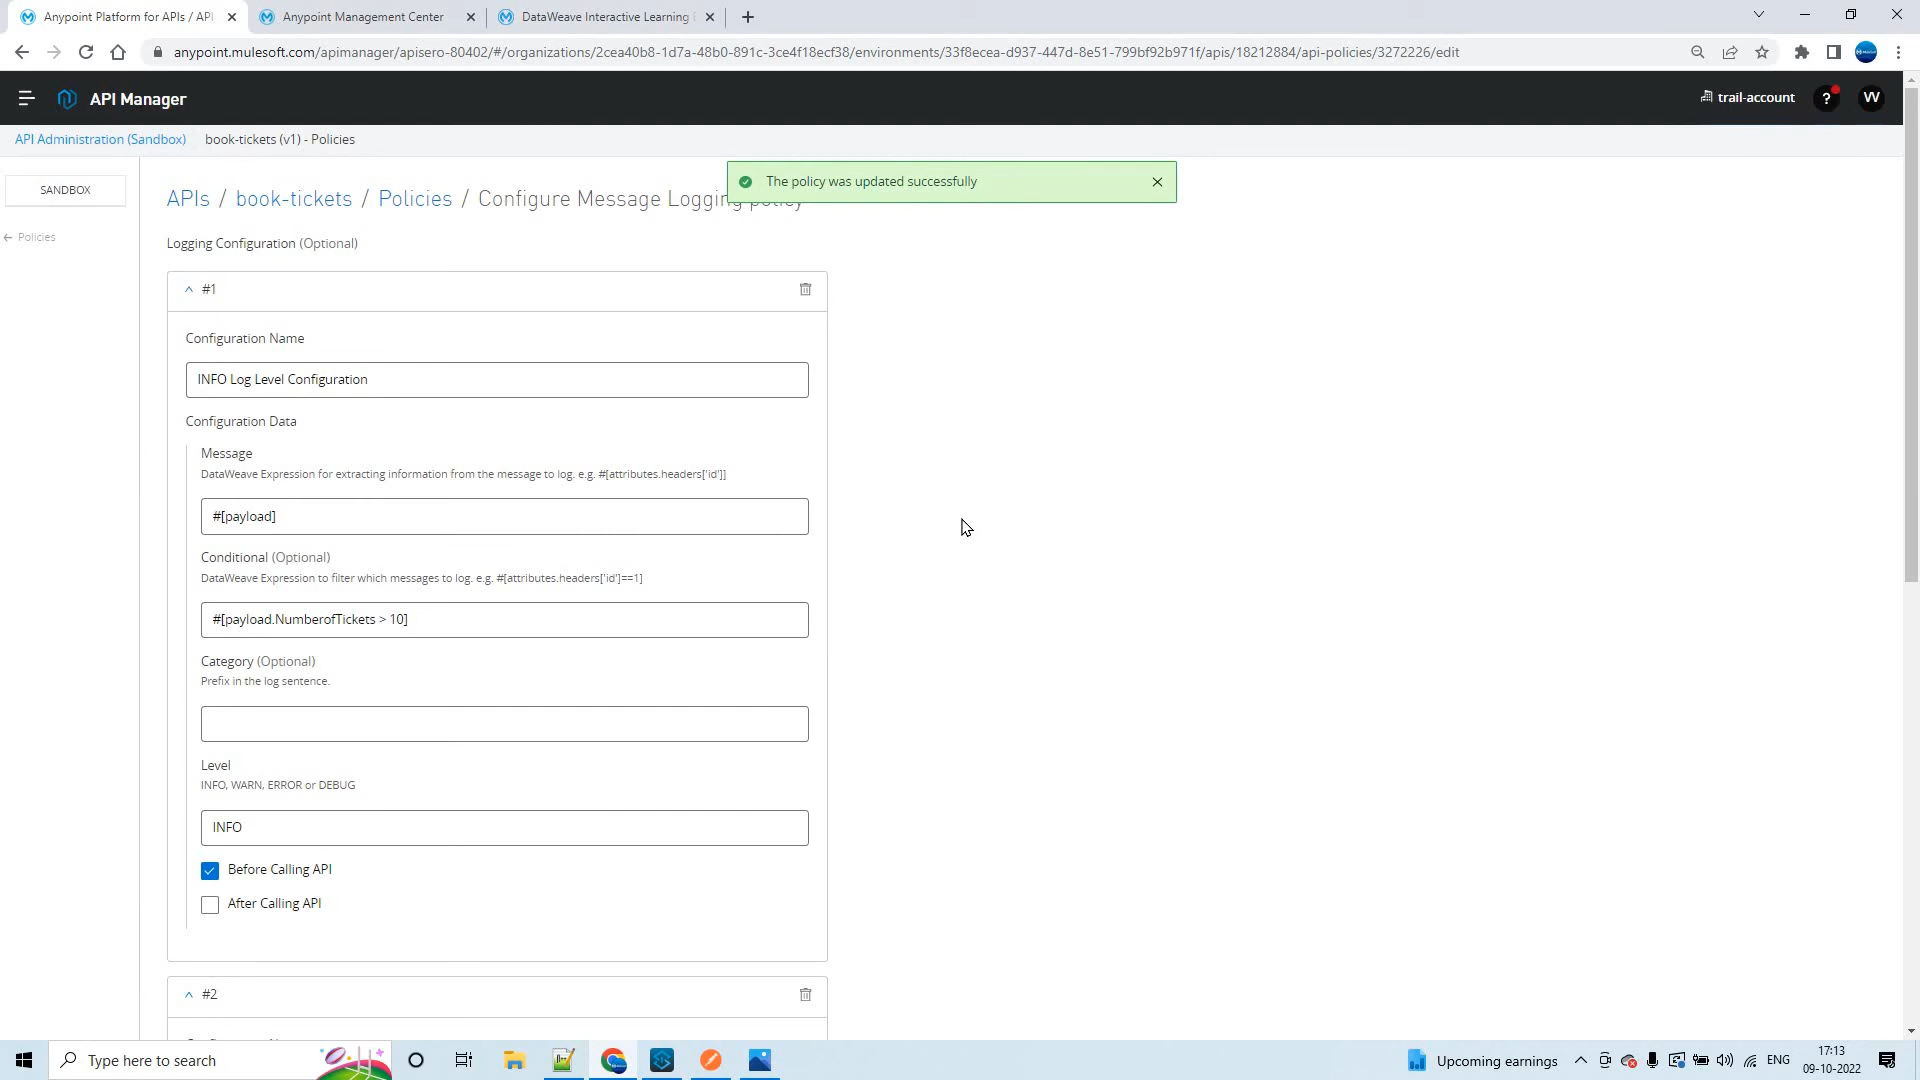 Anypoint Platform for APIs / API
Anypoint Management Center
DataWeave Interactive Learning
anypoint.mulesoft.com/apimanager/apisero-80402/#/organizations/2cea40b8-1d7a-48b0-891c-3ce4f18ecf38/environments/33f8ecea-d937-447d-8e51-799bf92b971f/apis/18212884/api-policies/3272226/edit
API Manager
trail-account
?
VV
API Administration (Sandbox)
book-tickets (v1) - Policies
SANDBOX
Policies
The policy was updated successfully
APIs / book-tickets / Policies / Configure Message Logging policy
Logging Configuration (Optional)
#1
Configuration Name
INFO Log Level Configuration
Configuration Data
Message
DataWeave Expression for extracting information from the message to log. e.g. #[attributes.headers['id']]
#[payload]
Conditional (Optional)
DataWeave Expression to filter which messages to log. e.g. #[attributes.headers['id']==1]
#[payload.NumberofTickets > 10]
Category (Optional)
Prefix in the log sentence.
Level
INFO, WARN, ERROR or DEBUG
INFO
Before Calling API
After Calling API
#2
Type here to search
Upcoming earnings
ENG
17:13
09-10-2022